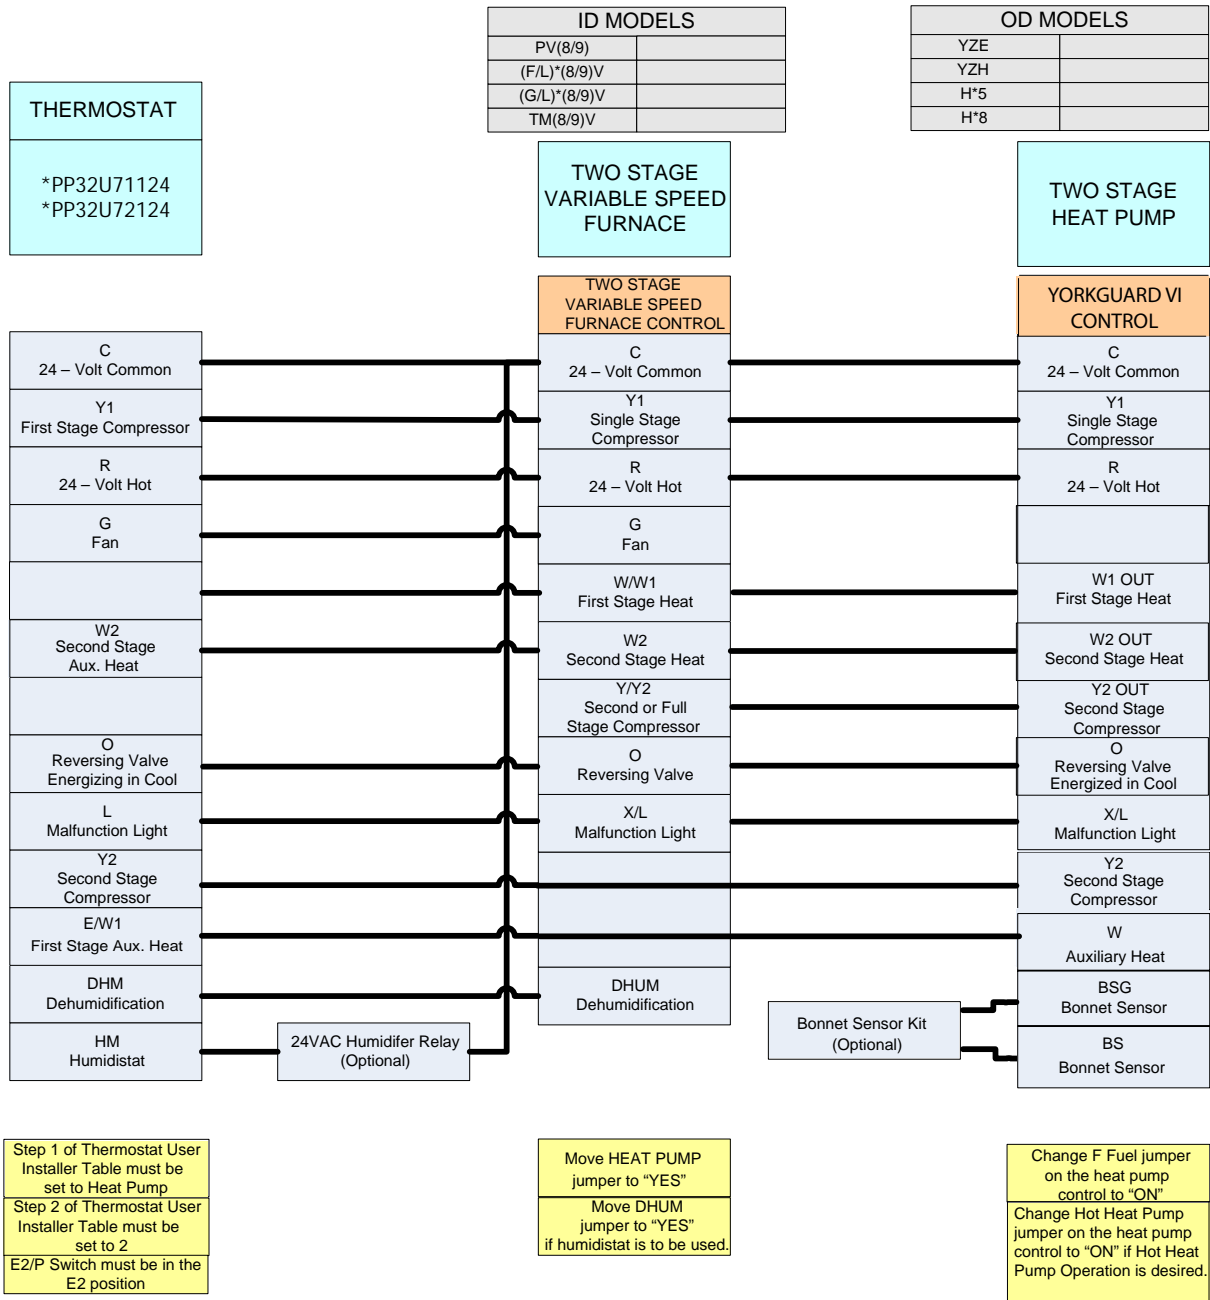 ID MODELS
PV(8/9)
(F/L)*(8/9)V
(G/L)*(8/9)V
TM(8/9)V
OD MODELS
YZE
YZH
H*5
H*8
THERMOSTAT
*PP32U71124
*PP32U72124
TWO STAGE
VARIABLE SPEED
FURNACE
TWO STAGE
HEAT PUMP
TWO STAGE
VARIABLE SPEED
FURNACE CONTROL
YORKGUARD VI
CONTROL
C
24 – Volt Common
Y1
First Stage Compressor
R
24 – Volt Hot
G
Fan
W2
Second Stage
Aux. Heat
O
Reversing Valve
Energizing in Cool
L
Malfunction Light
Y2
Second Stage
Compressor
E/W1
First Stage Aux. Heat
DHM
Dehumidification
HM
Humidistat
24VAC Humidifer Relay
(Optional)
C
24 – Volt Common
Y1
Single Stage
Compressor
R
24 – Volt Hot
G
Fan
W/W1
First Stage Heat
W2
Second Stage Heat
Y/Y2
Second or Full
Stage Compressor
O
Reversing Valve
X/L
Malfunction Light
DHUM
Dehumidification
Bonnet Sensor Kit
(Optional)
C
24 – Volt Common
Y1
Single Stage
Compressor
R
24 – Volt Hot
W1 OUT
First Stage Heat
W2 OUT
Second Stage Heat
Y2 OUT
Second Stage
Compressor
O
Reversing Valve
Energized in Cool
X/L
Malfunction Light
Y2
Second Stage
Compressor
W
Auxiliary Heat
BSG
Bonnet Sensor
BS
Bonnet Sensor
Step 1 of Thermostat User
Installer Table must be
set to Heat Pump
Step 2 of Thermostat User
Installer Table must be
set to 2
E2/P Switch must be in the
E2 position
Move HEAT PUMP
jumper to “YES”
Move DHUM
jumper to “YES”
if humidistat is to be used.
Change F Fuel jumper
on the heat pump
control to “ON”
Change Hot Heat Pump
jumper on the heat pump
control to “ON” if Hot Heat
Pump Operation is desired.